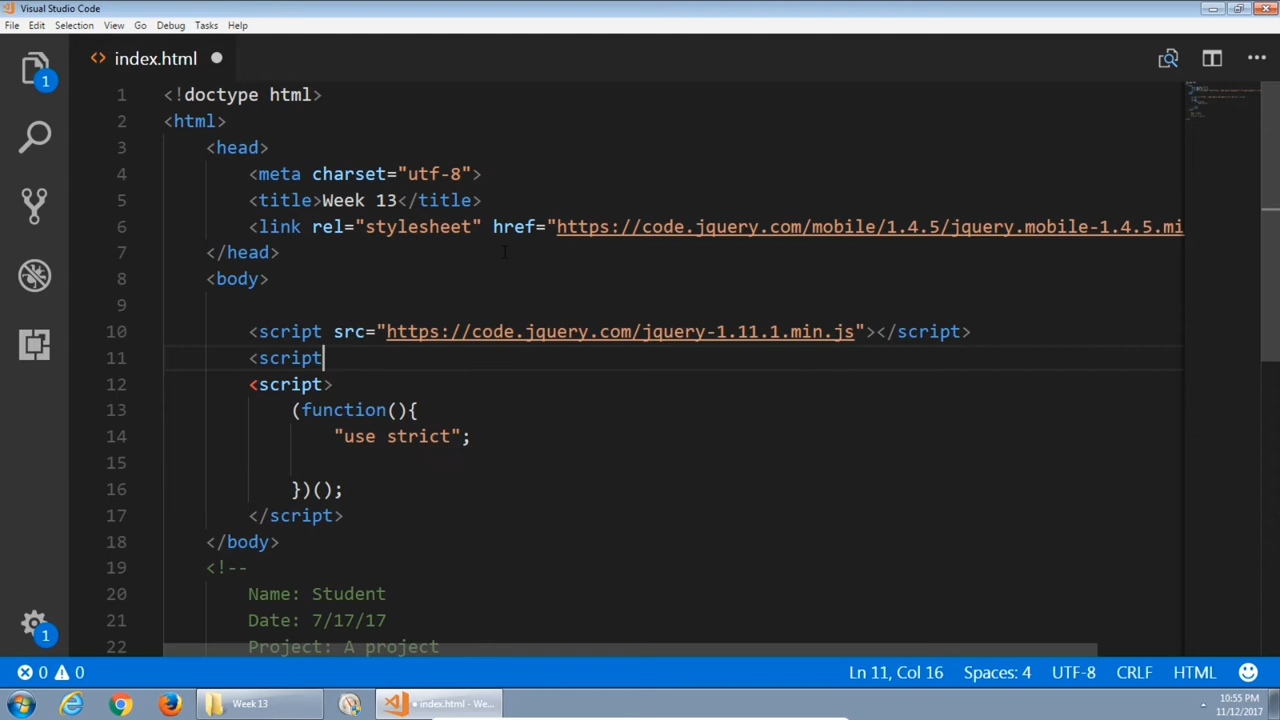 Visual Studio Code
File Edit Selection View Go Debug Tasks Help
index.html
1 <!doctype html>
2 <html>
3 <head>
4 <meta charset="utf-8">
5 <title>Week 13</title>
6 <link rel="stylesheet" href="https://code.jquery.com/mobile/1.4.5/jquery.mobile-1.4.5.mi
7 </head>
8 <body>
9
10 <script src="https://code.jquery.com/jquery-1.11.1.min.js"></script>
11 <script
12 <script>
13 (function(){
14 "use strict";
15
16 })();
17 </script>
18 </body>
19 <!--
20 Name: Student
21 Date: 7/17/17
22 Project: A project
1
1
0 0 Ln 11, Col 16 Spaces: 4 UTF-8 CRLF HTML
Week 13 index.html - We... 10:55 PM
11/12/2017